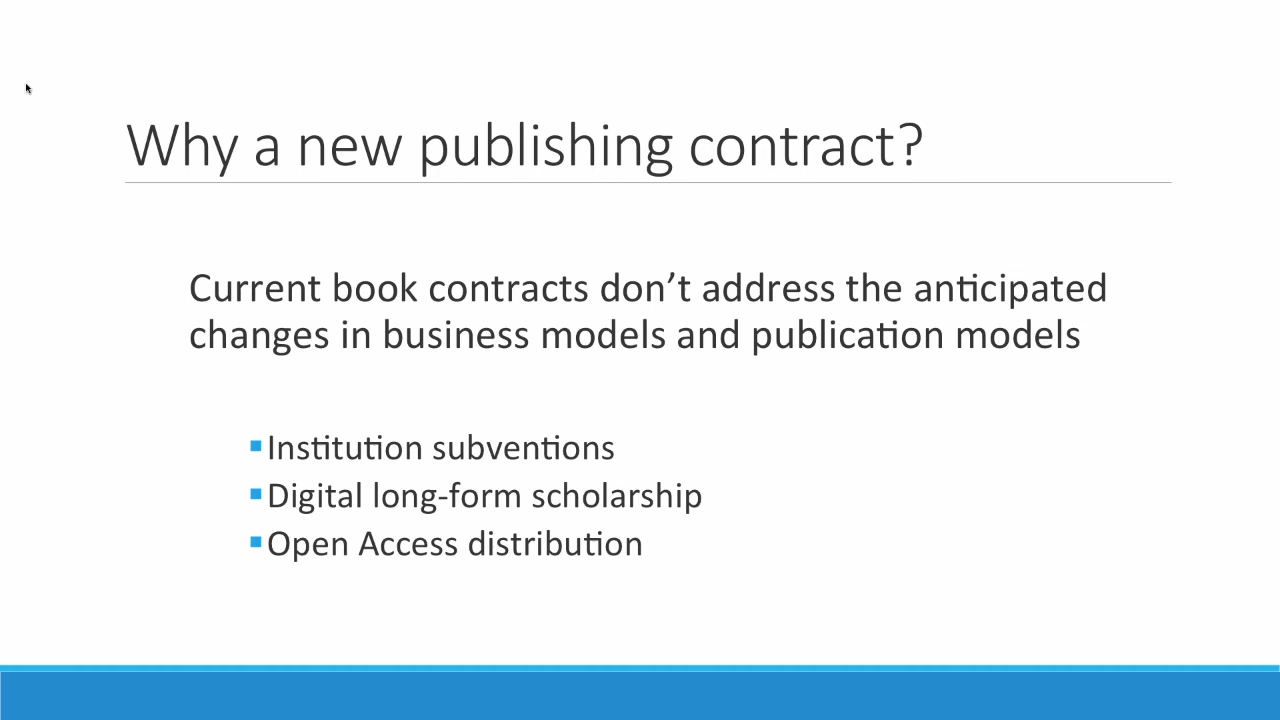 Why a new publishing contract?
Current book contracts don’t address the anticipated
changes in business models and publication models
▪Institution subventions
▪Digital long-form scholarship
▪Open Access distribution